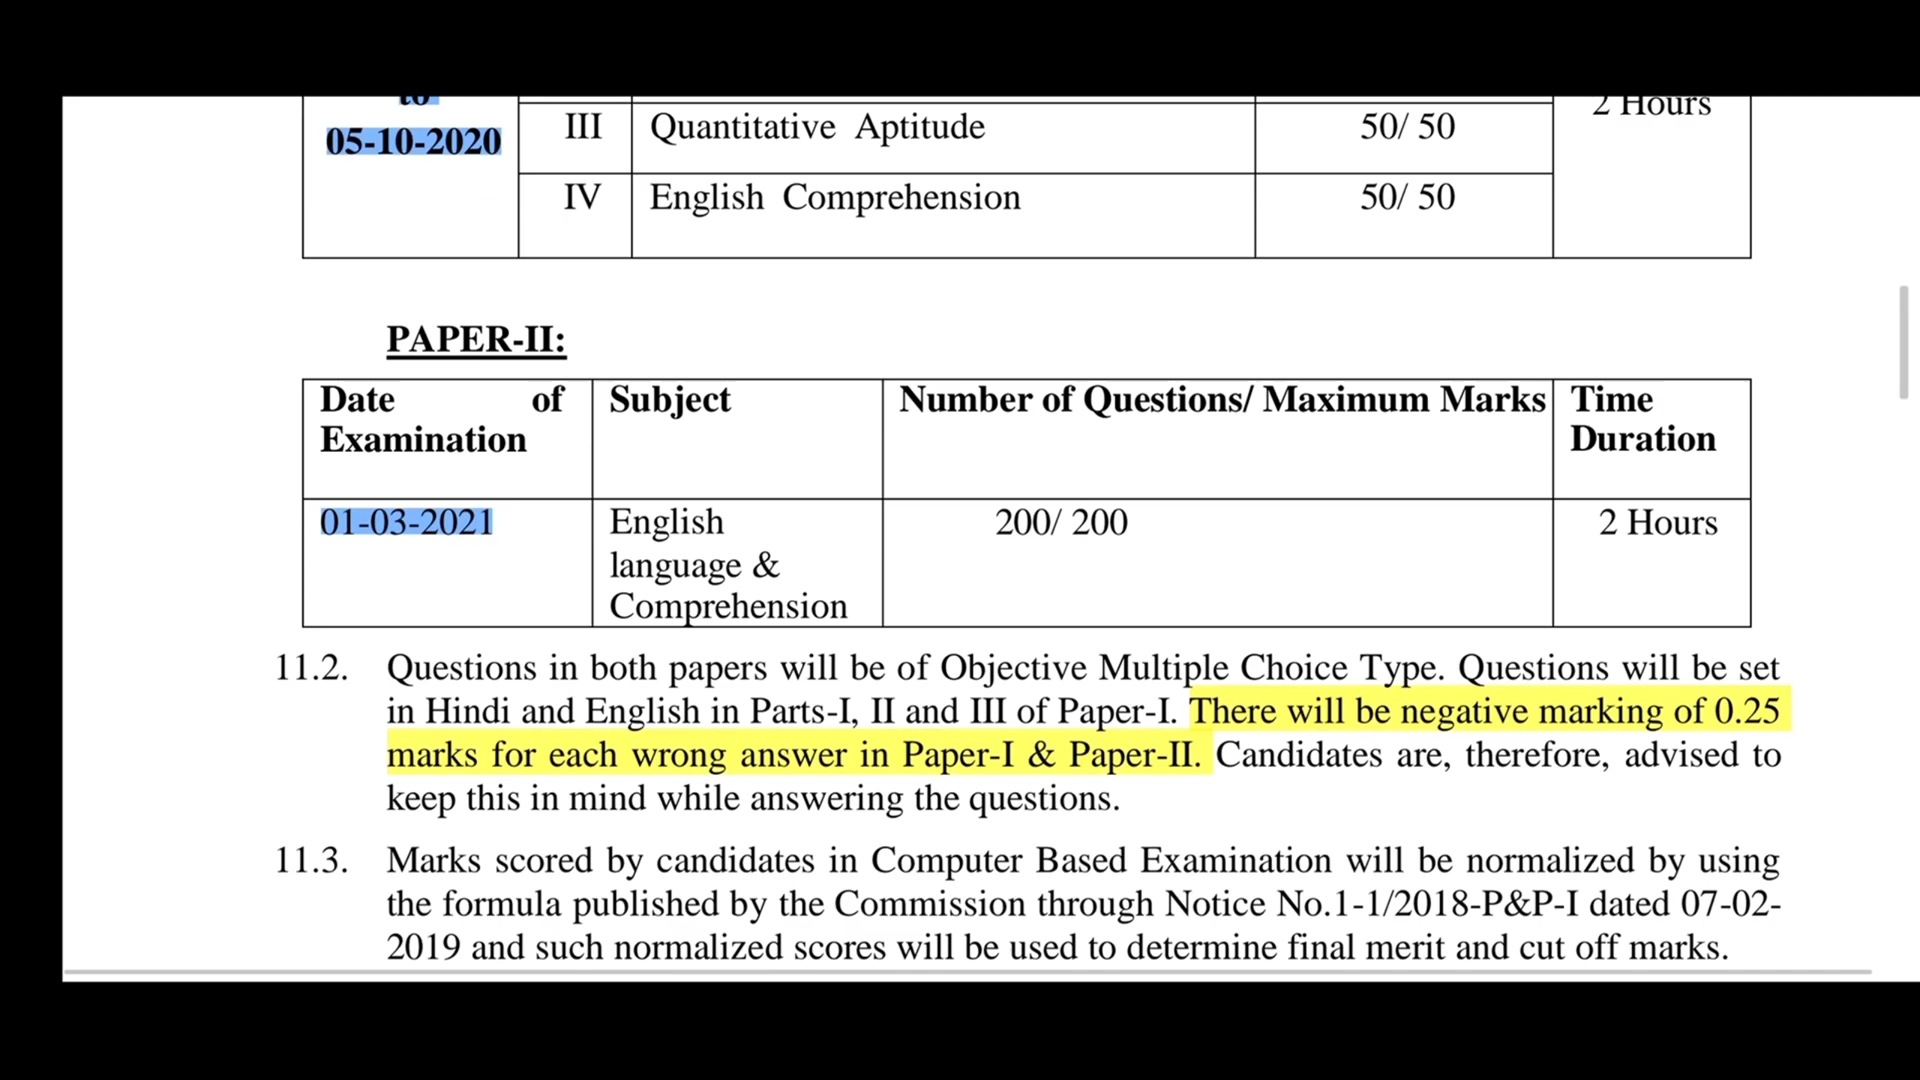 to
05-10-2020
III Quantitative Aptitude 50/ 50 2 Hours
IV English Comprehension 50/ 50
PAPER-II:
Date of Examination Subject Number of Questions/ Maximum Marks Time Duration
01-03-2021 English language & Comprehension 200/ 200 2 Hours
11.2. Questions in both papers will be of Objective Multiple Choice Type. Questions will be set
in Hindi and English in Parts-I, II and III of Paper-I. There will be negative marking of 0.25
marks for each wrong answer in Paper-I & Paper-II. Candidates are, therefore, advised to
keep this in mind while answering the questions.
11.3. Marks scored by candidates in Computer Based Examination will be normalized by using
the formula published by the Commission through Notice No.1-1/2018-P&P-I dated 07-02-
2019 and such normalized scores will be used to determine final merit and cut off marks.